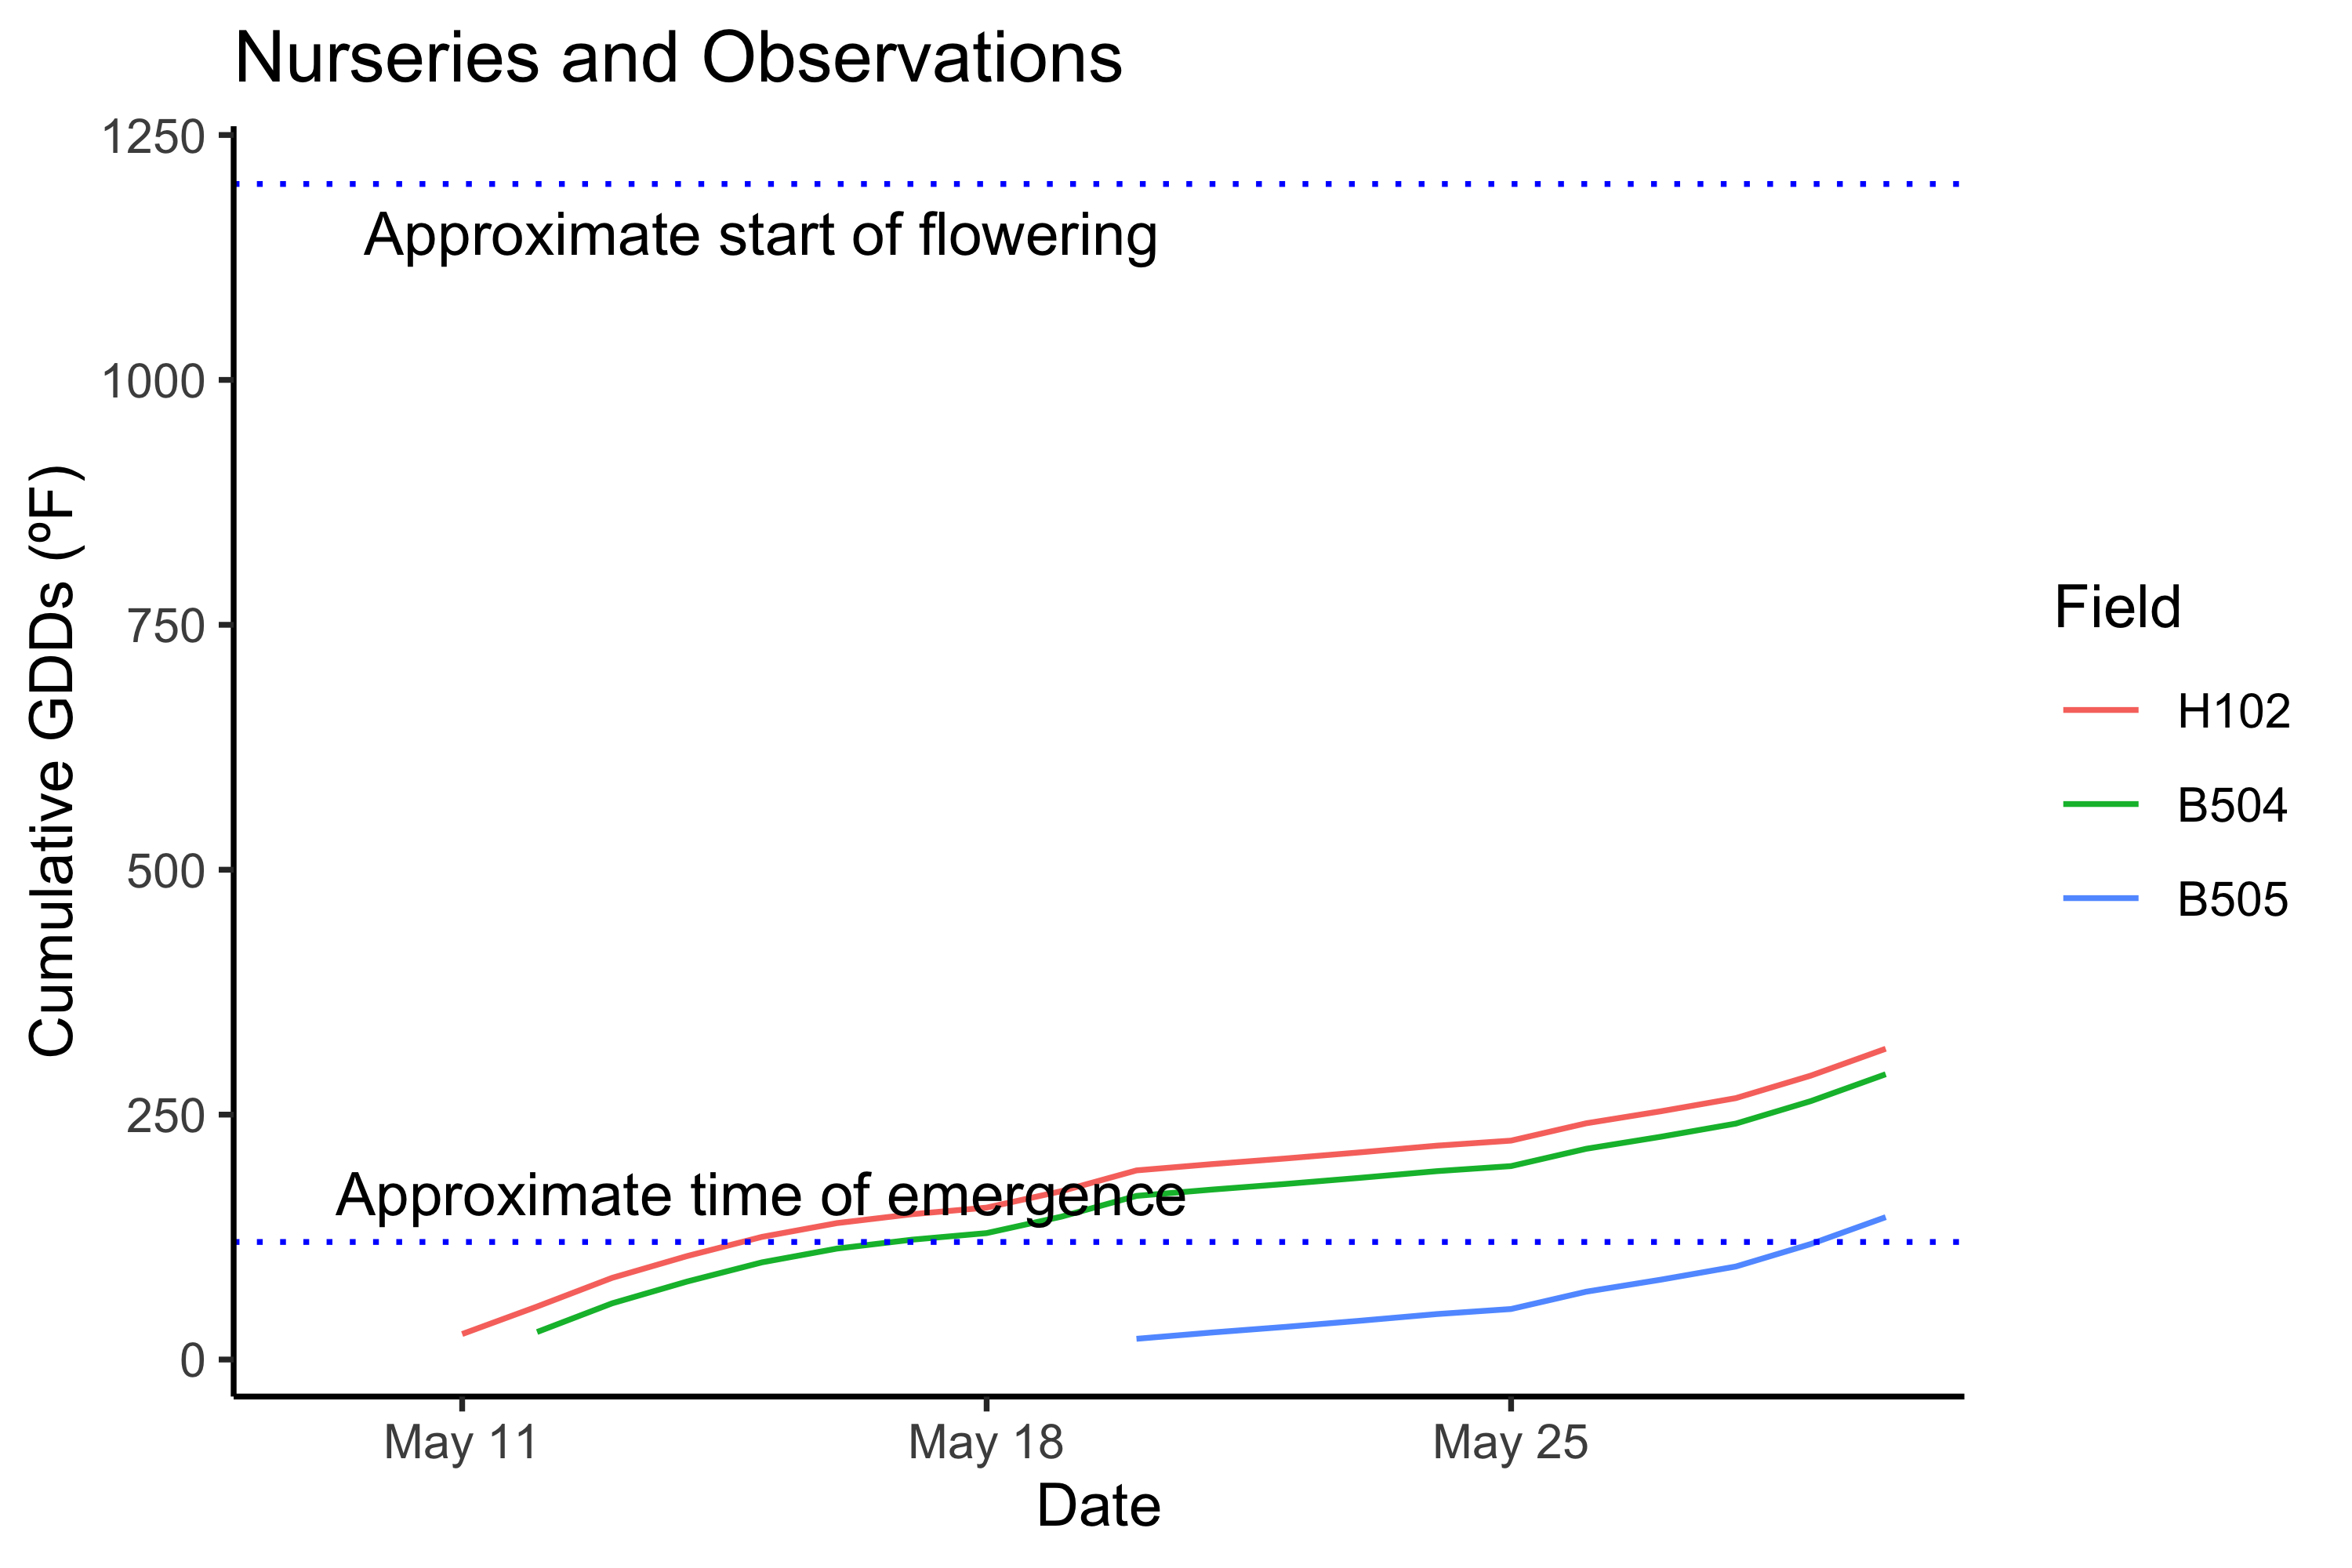 Nurseries and Observations
1250
Approximate start of flowering
1000
750
500
250
0
Cumulative GDDs (ºF)
Approximate time of emergence
May 11
May 18
May 25
Date
Field
H102
B504
B505